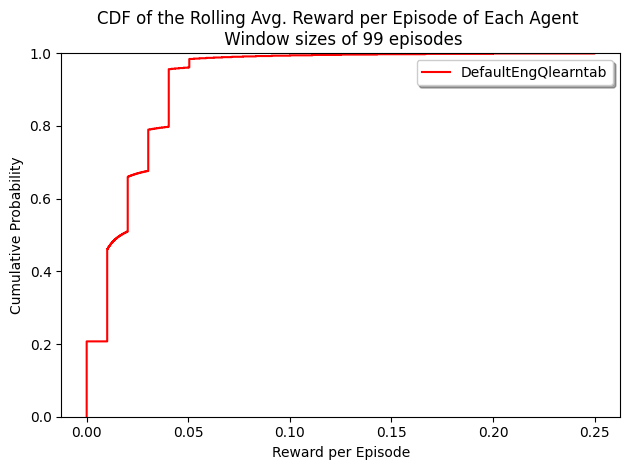 CDF of the Rolling Avg. Reward per Episode of Each Agent
Window sizes of 99 episodes
DefaultEngQlearntab
Cumulative Probability
1.0
0.8
0.6
0.4
0.2
0.0
0.00 0.05 0.10 0.15 0.20 0.25
Reward per Episode